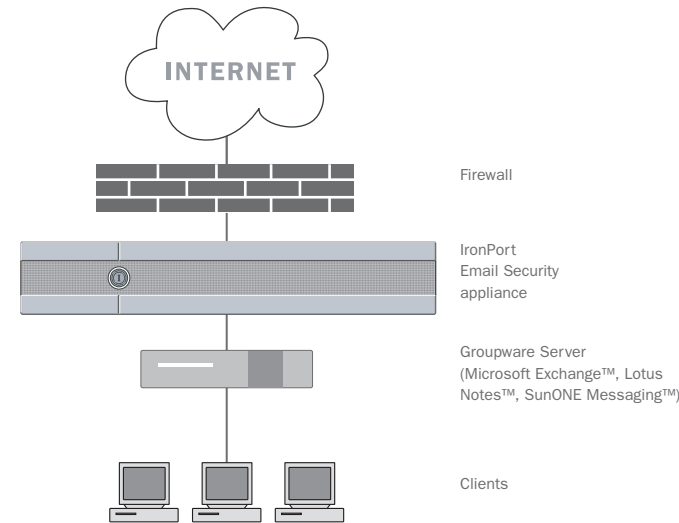 INTERNET
Firewall
IronPort
Email Security
appliance
Groupware Server
(Microsoft Exchange™, Lotus
Notes™, SunONE Messaging™)
Clients